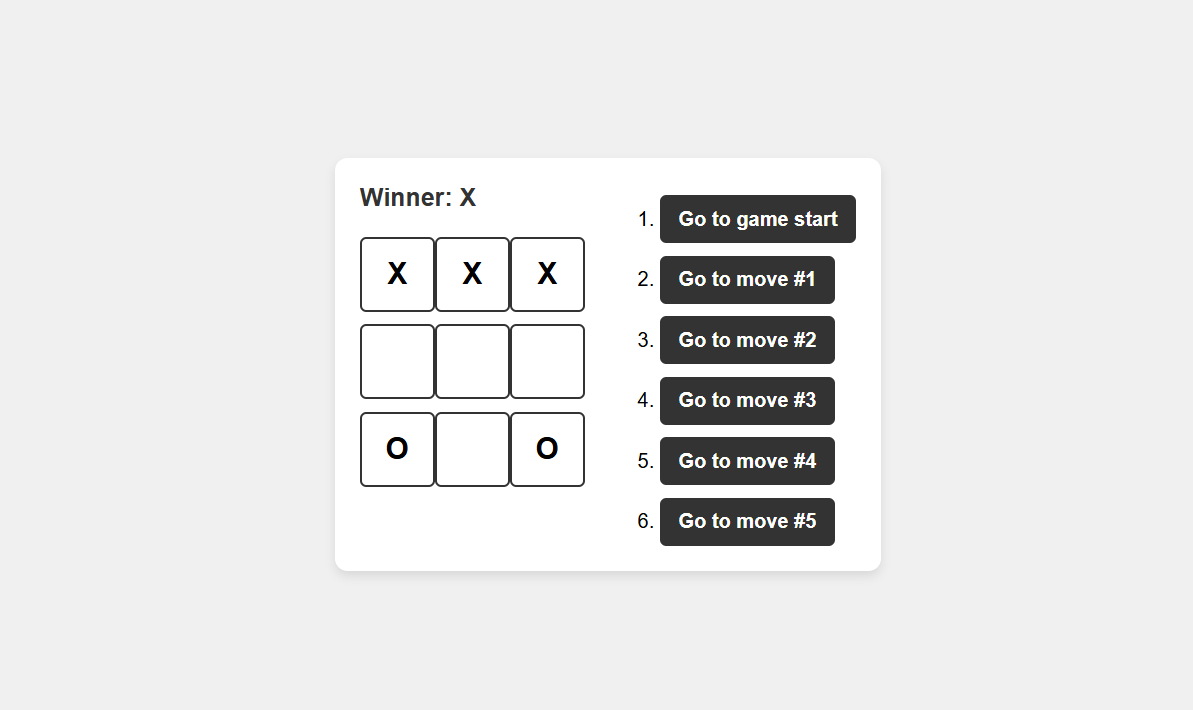 Winner: X
X X X
O O
1. Go to game start
2. Go to move #1
3. Go to move #2
4. Go to move #3
5. Go to move #4
6. Go to move #5